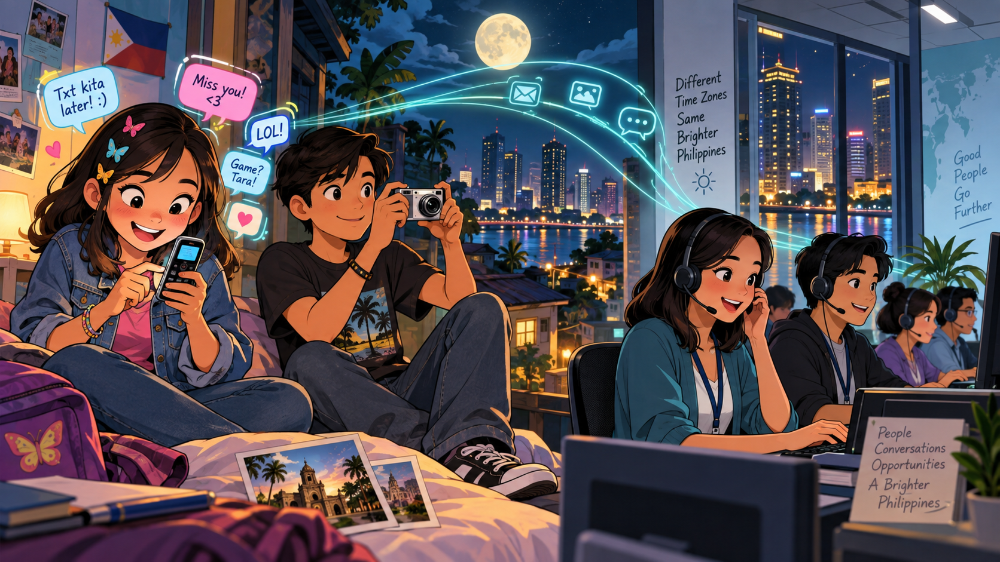 Txt kita
later! :)
Miss you!
<3
LOL!
Game?
Tara!
Different
Time Zones
Same
Brighter
Philippines
Good
People
Go
Further
People
Conversations
Opportunities
A Brighter
Philippines